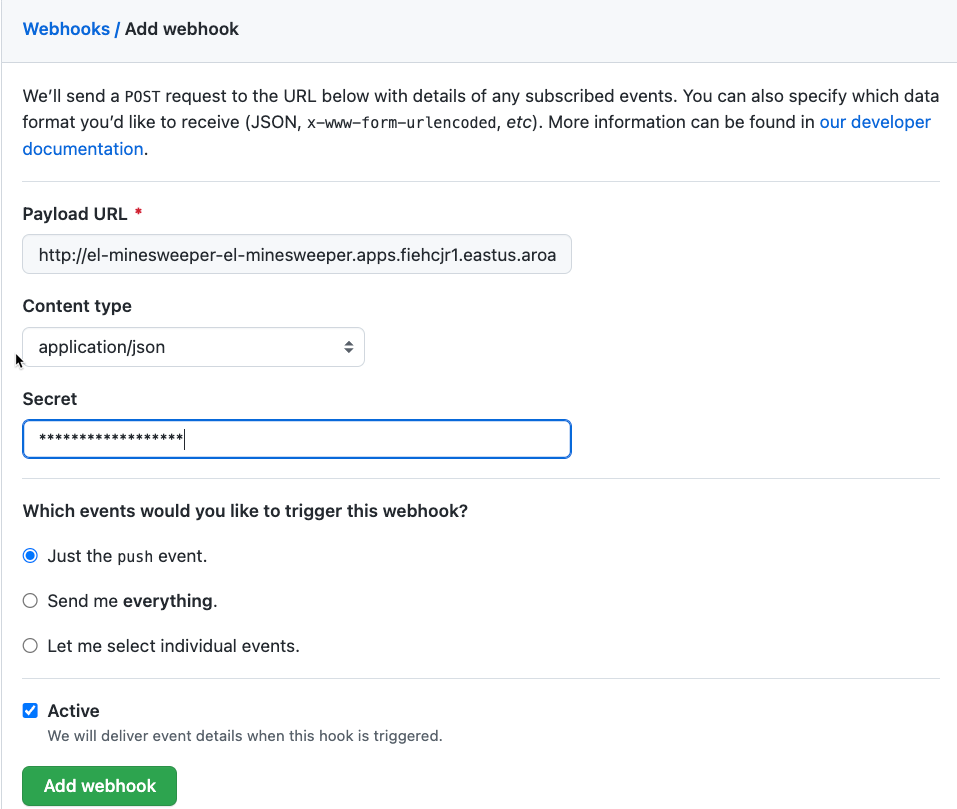 Webhooks / Add webhook
We’ll send a POST request to the URL below with details of any subscribed events. You can also specify which data
format you’d like to receive (JSON, x-www-form-urlencoded, etc). More information can be found in our developer
documentation.
Payload URL *
http://el-minesweeper-el-minesweeper.apps.fiehcjr1.eastus.aroa
Content type
application/json
Secret
******************
Which events would you like to trigger this webhook?
Just the push event.
Send me everything.
Let me select individual events.
Active
We will deliver event details when this hook is triggered.
Add webhook